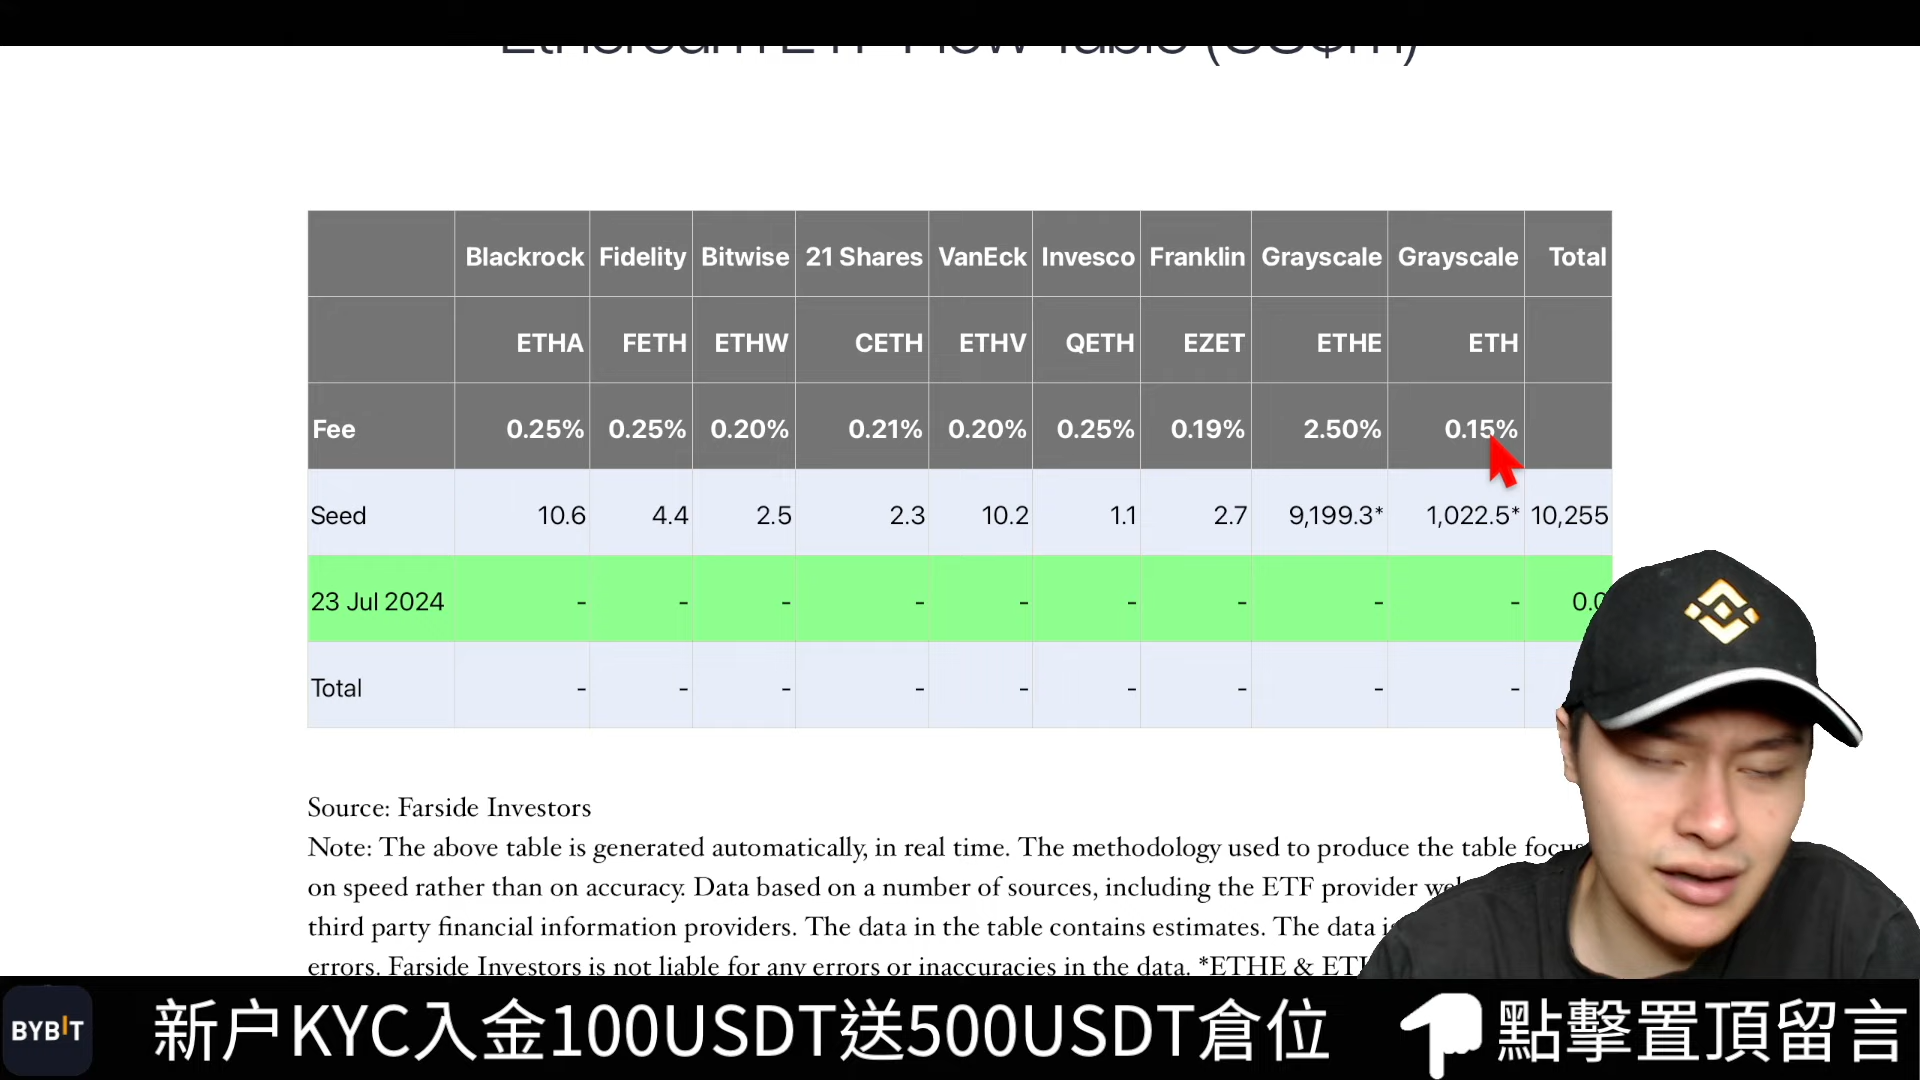 Ethereum ETF Flow Table (US$m)
Blackrock Fidelity Bitwise 21 Shares VanEck Invesco Franklin Grayscale Grayscale Total
ETHA FETH ETHW CETH ETHV QETH EZET ETHE ETH
Fee 0.25% 0.25% 0.20% 0.21% 0.20% 0.25% 0.19% 2.50% 0.15%
Seed 10.6 4.4 2.5 2.3 10.2 1.1 2.7 9,199.3* 1,022.5* 10,255
23 Jul 2024 - - - - - - - - - 0.0
Total - - - - - - - - -
Source: Farside Investors
Note: The above table is generated automatically, in real time. The methodology used to produce the table
on speed rather than on accuracy. Data based on a number of sources, including the ETF provider
third party financial information providers. The data in the table contains estimates. The data
errors. Farside Investors is not liable for any errors or inaccuracies in the data. *ETHE &
BYBIT 新户KYC入金100USDT送500USDT倉位 點擊置頂留言